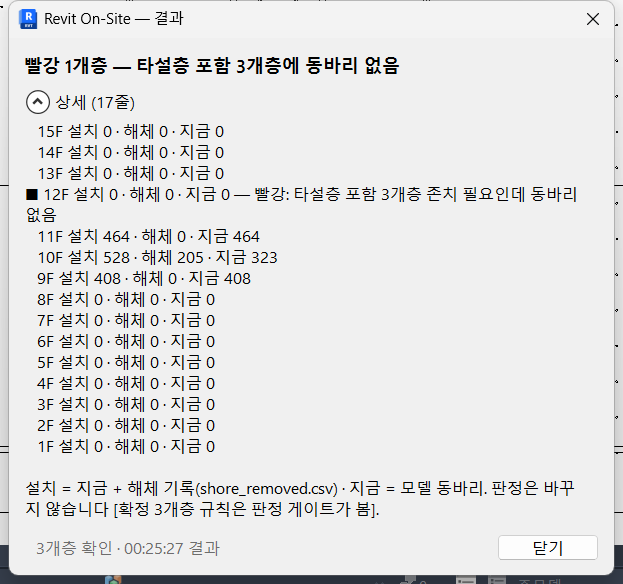 Revit On-Site — 결과
빨강 1개층 — 타설층 포함 3개층에 동바리 없음
상세 (17줄)
15F 설치 0 · 해체 0 · 지금 0
14F 설치 0 · 해체 0 · 지금 0
13F 설치 0 · 해체 0 · 지금 0
■ 12F 설치 0 · 해체 0 · 지금 0 — 빨강: 타설층 포함 3개층 존치 필요인데 동바리
없음
11F 설치 464 · 해체 0 · 지금 464
10F 설치 528 · 해체 205 · 지금 323
9F 설치 408 · 해체 0 · 지금 408
8F 설치 0 · 해체 0 · 지금 0
7F 설치 0 · 해체 0 · 지금 0
6F 설치 0 · 해체 0 · 지금 0
5F 설치 0 · 해체 0 · 지금 0
4F 설치 0 · 해체 0 · 지금 0
3F 설치 0 · 해체 0 · 지금 0
2F 설치 0 · 해체 0 · 지금 0
1F 설치 0 · 해체 0 · 지금 0
설치 = 지금 + 해체 기록(shore_removed.csv) · 지금 = 모델 동바리. 판정은 바꾸
지 않습니다 [확정 3개층 규칙은 판정 게이트가 봄].
3개층 확인 · 00:25:27 결과
닫기